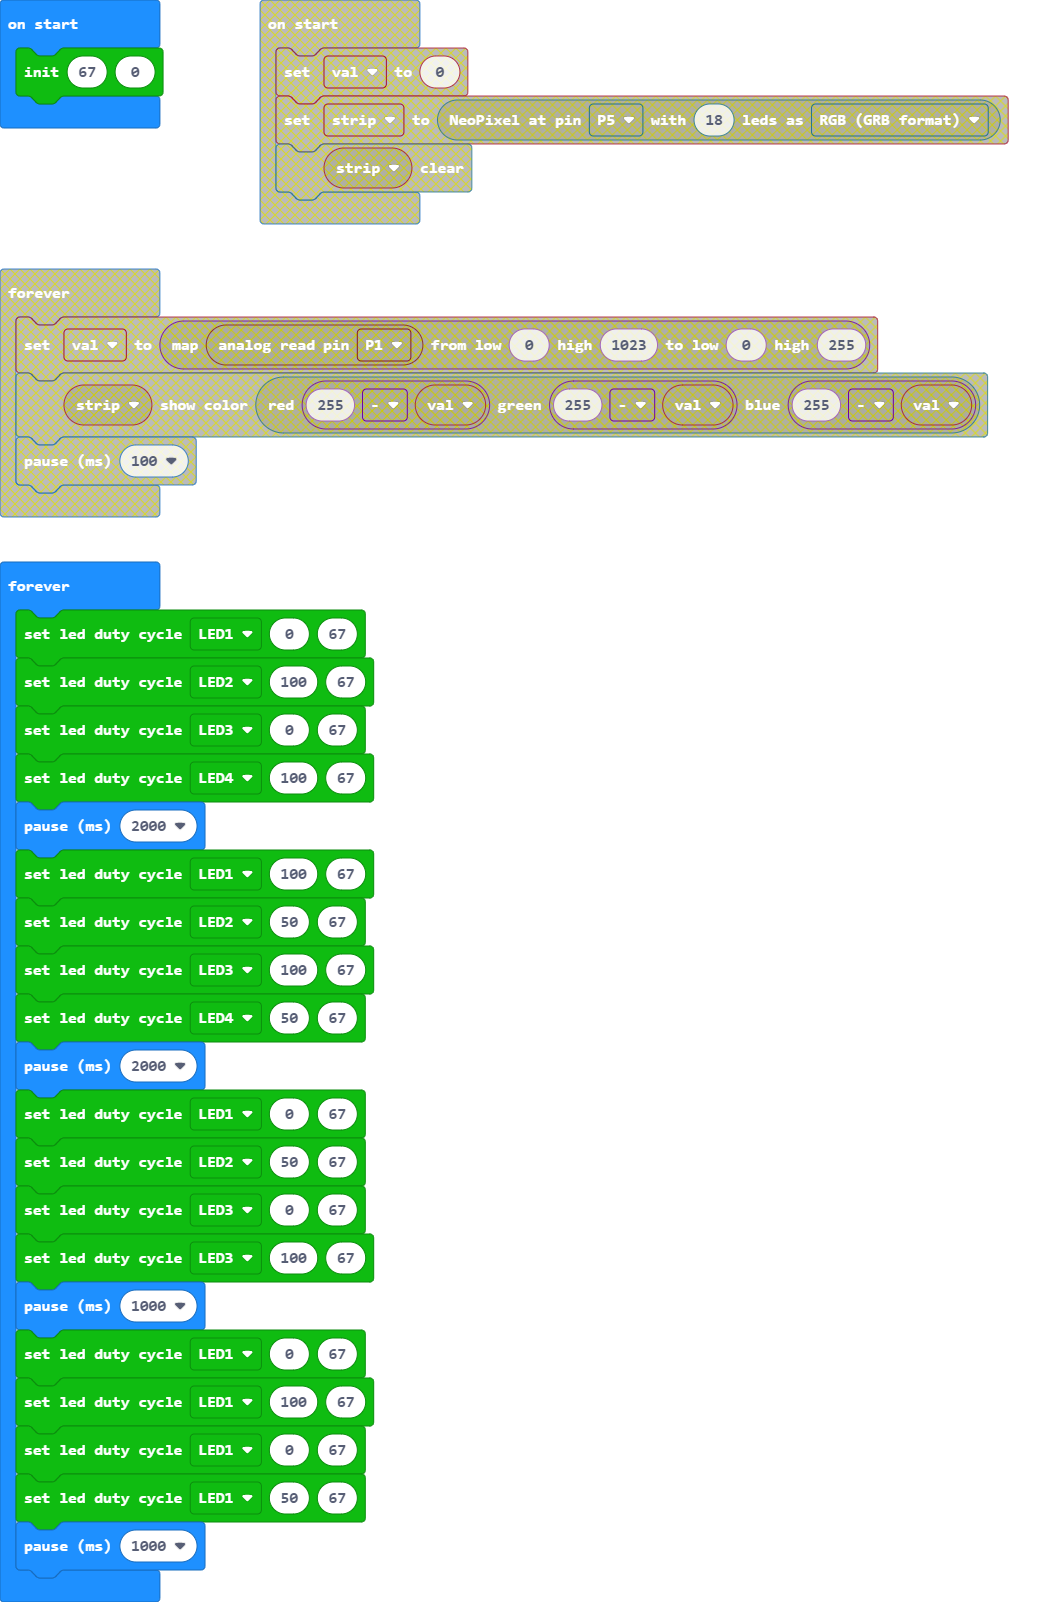 on start
init 67 0
on start
set val to 0
set strip to NeoPixel at pin P5 with 18 leds as RGB (GRB format)
strip clear
forever
set val to map analog read pin P1 from low 0 high 1023 to low 0 high 255
strip show color red 255 - val green 255 - val blue 255 - val
pause (ms) 100
forever
set led duty cycle LED1 0 67
set led duty cycle LED2 100 67
set led duty cycle LED3 0 67
set led duty cycle LED4 100 67
pause (ms) 2000
set led duty cycle LED1 100 67
set led duty cycle LED2 50 67
set led duty cycle LED3 100 67
set led duty cycle LED4 50 67
pause (ms) 2000
set led duty cycle LED1 0 67
set led duty cycle LED2 50 67
set led duty cycle LED3 0 67
set led duty cycle LED3 100 67
pause (ms) 1000
set led duty cycle LED1 0 67
set led duty cycle LED1 100 67
set led duty cycle LED1 0 67
set led duty cycle LED1 50 67
pause (ms) 1000